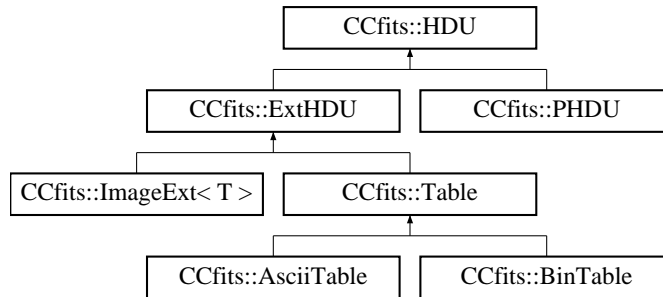 CCfits::HDU
CCfits::ExtHDU
CCfits::PHDU
CCfits::ImageExt< T >
CCfits::Table
CCfits::AsciiTable
CCfits::BinTable